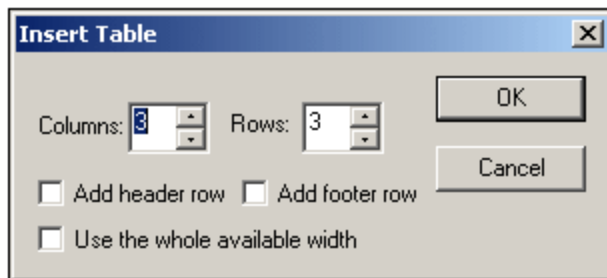 Insert Table
Columns: 3 Rows: 3 OK
Cancel
Add header row Add footer row
Use the whole available width